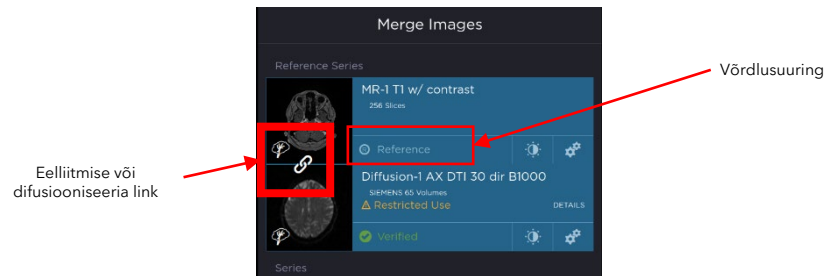 Merge Images
Reference Series
MR-1 T1 w/ contrast
256 Slices
Reference
Võrdlusuuring
Eelliitmise või
difusiooniseeria link
Diffusion-1 AX DTI 30 dir B1000
SIEMENS 65 Volumes
Restricted Use
DETAILS
Verified
Series